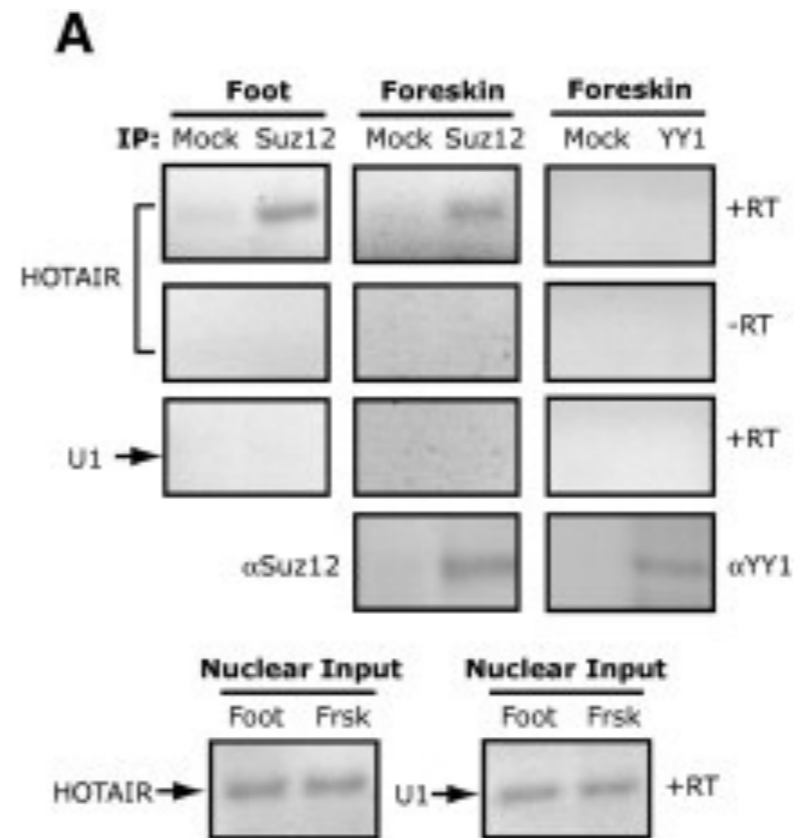 A
Foot Foreskin Foreskin
IP: Mock Suz12 Mock Suz12 Mock YY1
+RT
HOTAIR
-RT
U1 +RT
αSuz12 αYY1
Nuclear Input Nuclear Input
Foot Frsk Foot Frsk
HOTAIR U1 +RT